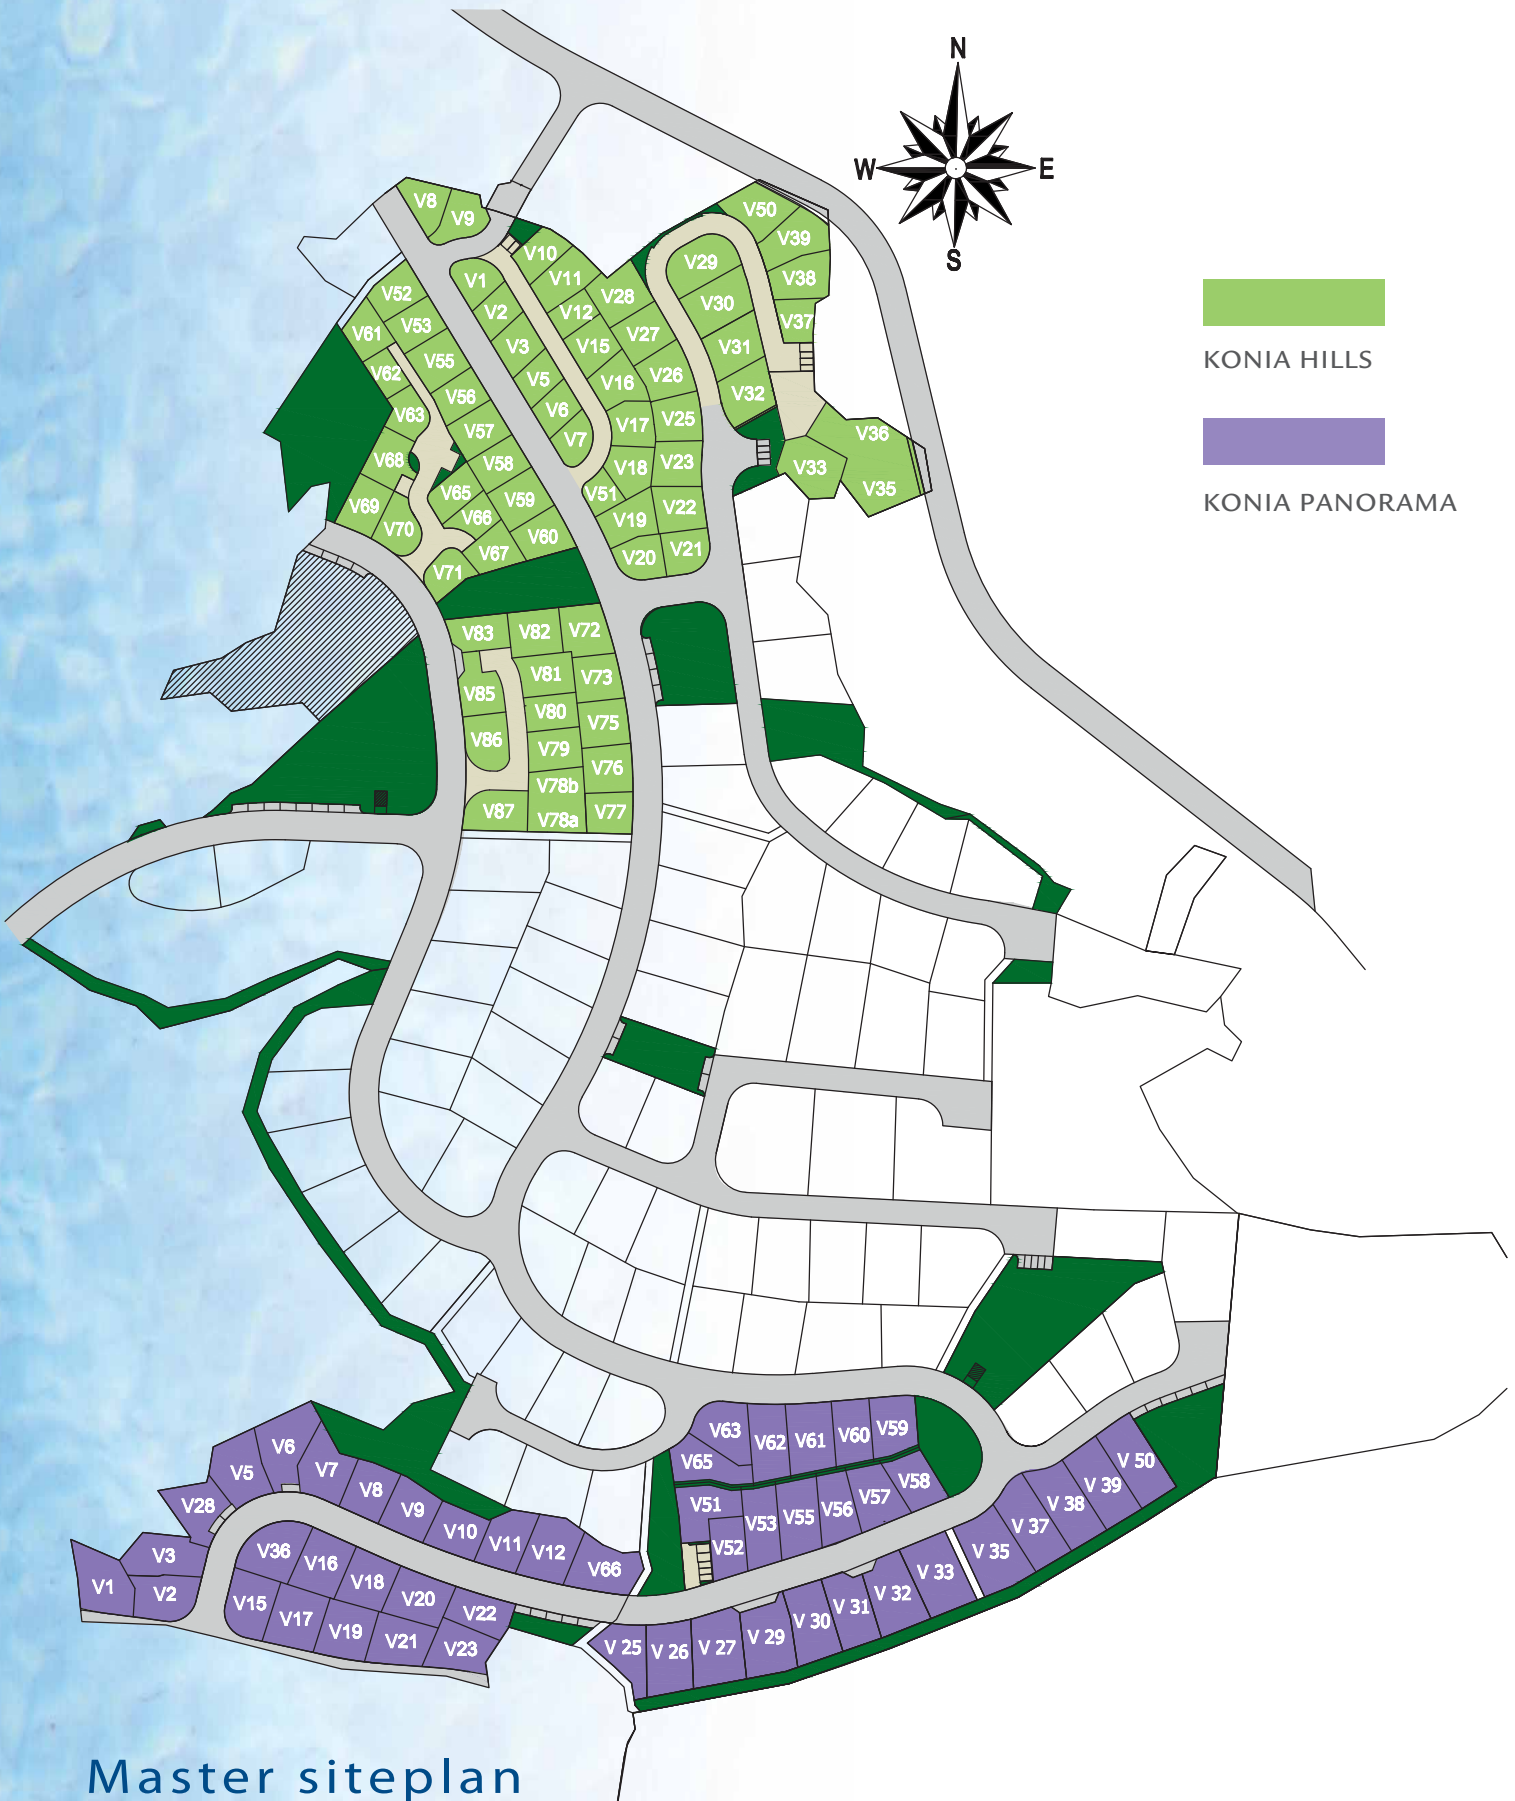 N
W
E
S
KONIA HILLS
KONIA PANORAMA
V8
V9
V10
V11
V12
V15
V16
V17
V18
V51
V19
V20
V1
V2
V3
V5
V6
V7
V28
V27
V26
V25
V23
V22
V21
V29
V30
V31
V32
V50
V39
V38
V37
V36
V33
V35
V52
V53
V61
V62
V55
V63
V56
V57
V68
V58
V65
V59
V69
V70
V66
V60
V67
V71
V83
V82
V72
V81
V73
V85
V80
V75
V86
V79
V76
V78b
V87
V78a
V77
V6
V5
V7
V28
V8
V9
V10
V11
V12
V66
V3
V1
V2
V36
V16
V18
V20
V22
V15
V17
V19
V21
V23
V63
V62
V61
V60
V59
V65
V51
V52
V53
V55
V56
V57
V58
V 50
V 39
V 38
V 37
V 35
V 33
V 32
V 31
V 30
V 29
V 27
V 26
V 25
Master siteplan